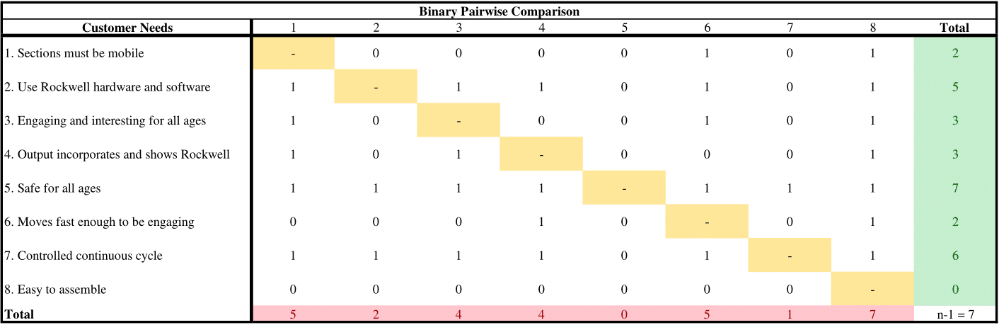 Binary Pairwise Comparison
Customer Needs 1 2 3 4 5 6 7 8 Total
1. Sections must be mobile - 0 0 0 0 1 0 1 2
2. Use Rockwell hardware and software 1 - 1 1 0 1 0 1 5
3. Engaging and interesting for all ages 1 0 - 0 0 1 0 1 3
4. Output incorporates and shows Rockwell 1 0 1 - 0 0 0 1 3
5. Safe for all ages 1 1 1 1 - 1 1 1 7
6. Moves fast enough to be engaging 0 0 0 1 0 - 0 1 2
7. Controlled continuous cycle 1 1 1 1 0 1 - 1 6
8. Easy to assemble 0 0 0 0 0 0 0 - 0
Total 5 2 4 4 0 5 1 7 n-1 = 7